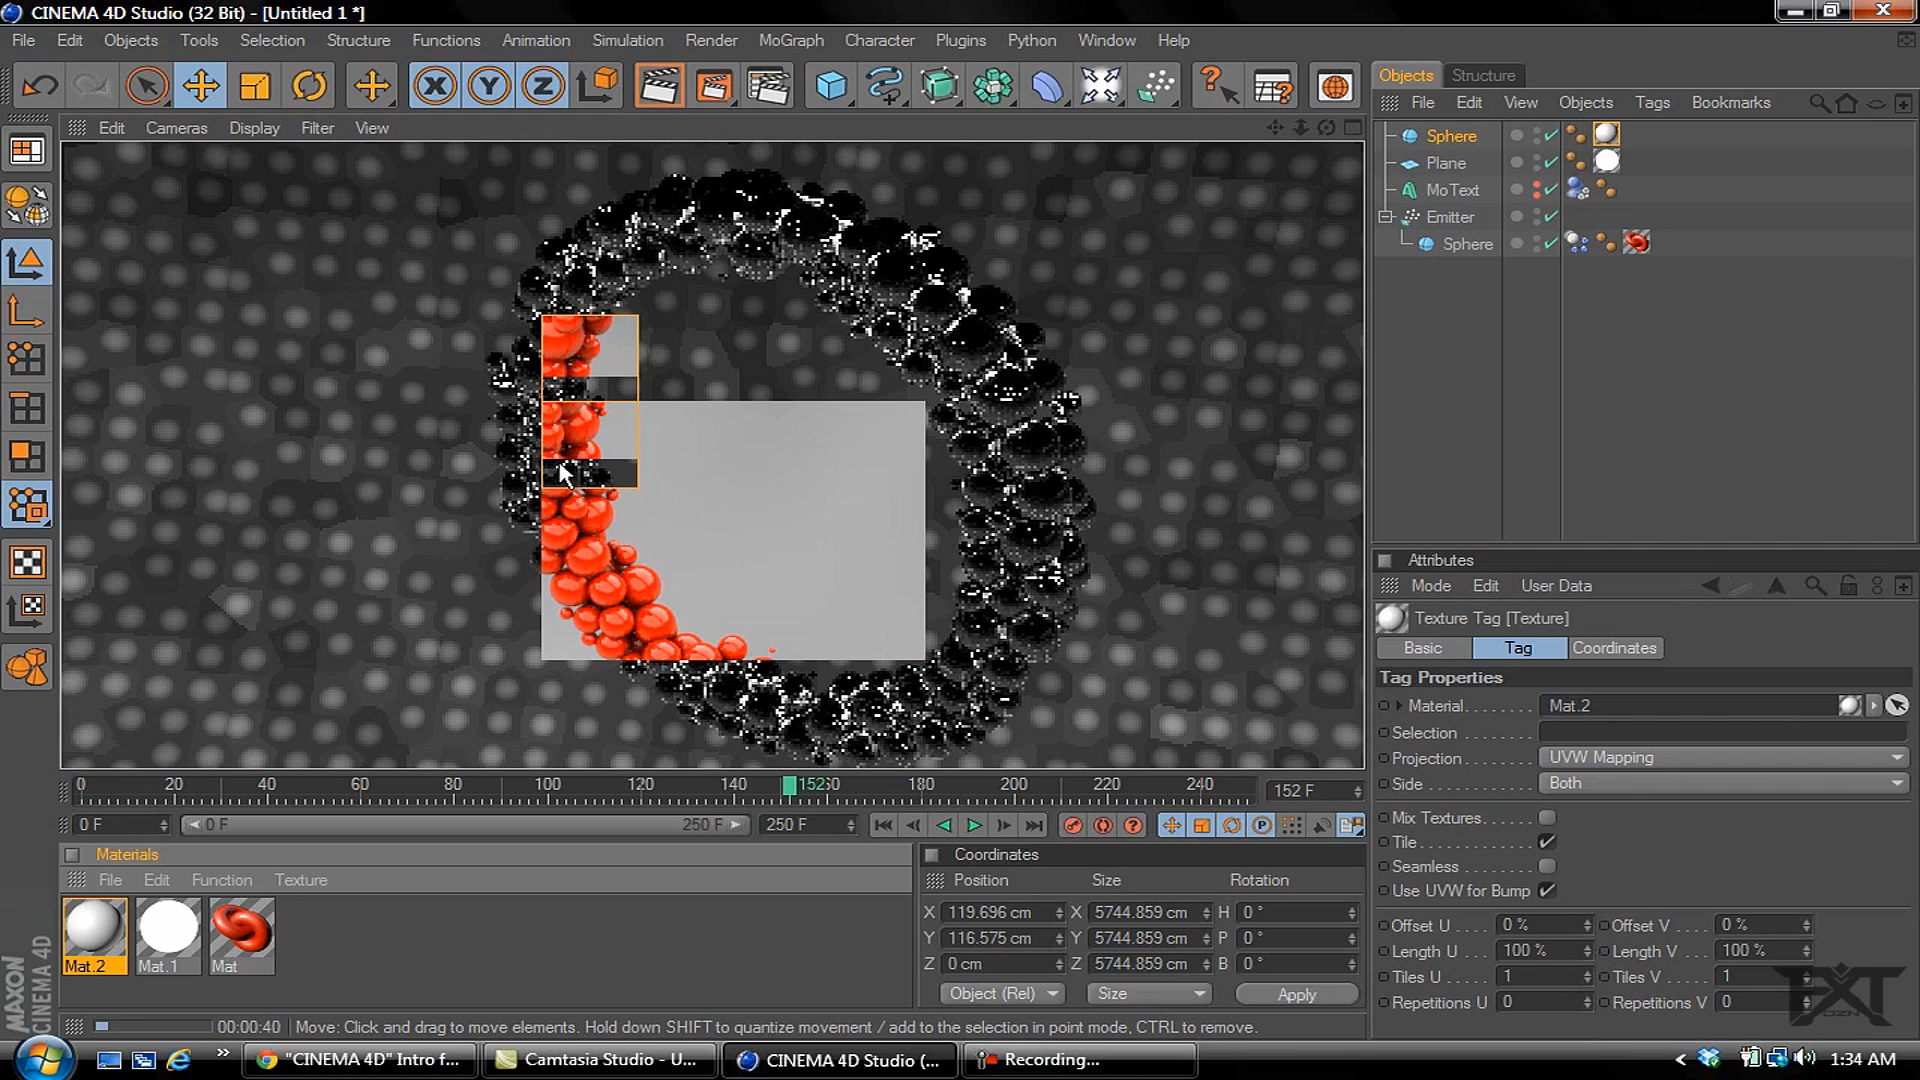 CINEMA 4D Studio (32 Bit) - [Untitled 1 *]
File Edit Objects Tools Selection Structure Functions Animation Simulation Render MoGraph Character Plugins Python Window Help
X Y Z
Objects Structure
File Edit View Objects Tags Bookmarks
Edit Cameras Display Filter View
Sphere
Plane
MoText
Emitter
Sphere
Attributes
Mode Edit User Data
Texture Tag [Texture]
Basic Tag Coordinates
Tag Properties
Material Mat.2
Selection
Projection UVW Mapping
Side Both
Mix Textures
Tile
Seamless
Use UVW for Bump
Offset U 0 % Offset V 0 %
Length U 100 % Length V 100 %
Tiles U 1 Tiles V 1
Repetitions U 0 Repetitions V 0
0 20 40 60 80 100 120 140 152 180 200 220 240 152 F
0 F 0 F 250 F 250 F
Materials
File Edit Function Texture
Mat.2 Mat.1 Mat
Coordinates
Position Size Rotation
X 119.696 cm X 5744.859 cm H 0 °
Y 116.575 cm Y 5744.859 cm P 0 °
Z 0 cm Z 5744.859 cm B 0 °
Object (Rel) Size Apply
MAXON
CINEMA 4D
00:00:40 Move: Click and drag to move elements. Hold down SHIFT to quantize movement / add to the selection in point mode, CTRL to remove.
"CINEMA 4D" Intro f... Camtasia Studio - U... CINEMA 4D Studio (... Recording... 1:34 AM